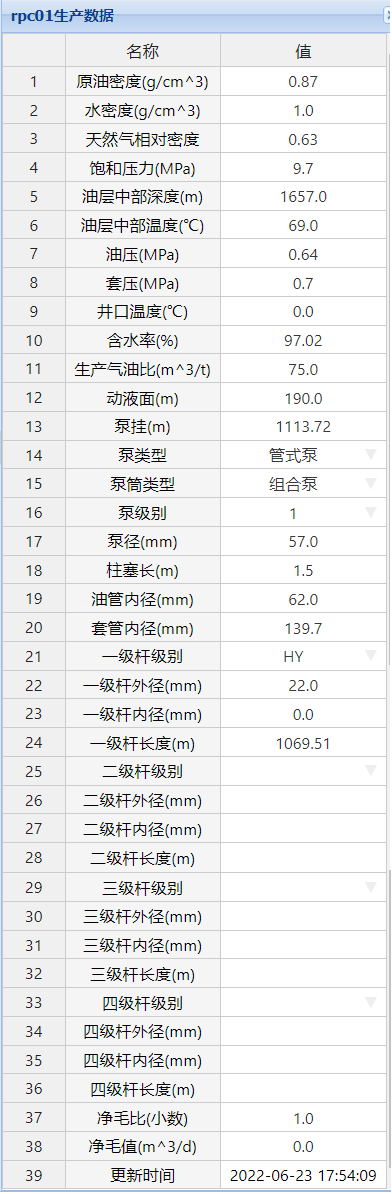 rpc01生产数据
名称 值
1 原油密度(g/cm^3) 0.87
2 水密度(g/cm^3) 1.0
3 天然气相对密度 0.63
4 饱和压力(MPa) 9.7
5 油层中部深度(m) 1657.0
6 油层中部温度(℃) 69.0
7 油压(MPa) 0.64
8 套压(MPa) 0.7
9 井口温度(℃) 0.0
10 含水率(%) 97.02
11 生产气油比(m^3/t) 75.0
12 动液面(m) 190.0
13 泵挂(m) 1113.72
14 泵类型 管式泵
15 泵筒类型 组合泵
16 泵级别 1
17 泵径(mm) 57.0
18 柱塞长(m) 1.5
19 油管内径(mm) 62.0
20 套管内径(mm) 139.7
21 一级杆级别 HY
22 一级杆外径(mm) 22.0
23 一级杆内径(mm) 0.0
24 一级杆长度(m) 1069.51
25 二级杆级别
26 二级杆外径(mm)
27 二级杆内径(mm)
28 二级杆长度(m)
29 三级杆级别
30 三级杆外径(mm)
31 三级杆内径(mm)
32 三级杆长度(m)
33 四级杆级别
34 四级杆外径(mm)
35 四级杆内径(mm)
36 四级杆长度(m)
37 净毛比(小数) 1.0
38 净毛值(m^3/d) 0.0
39 更新时间 2022-06-23 17:54:09